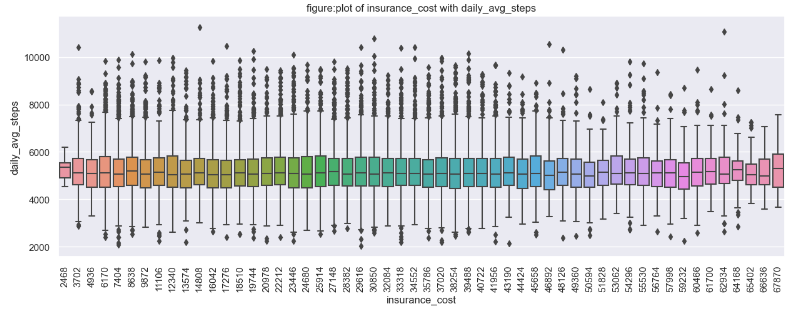 figure:plot of insurance_cost with daily_avg_steps
daily_avg_steps
10000
8000
6000
4000
2000
2468 3702 4936 6170 7404 8638 9872 11106 12340 13574 14808 16042 17276 18510 19744 20978 22212 23446 24680 25914 27148 28382 29616 30850 32084 33318 34552 35786 37020 38254 39488 40722 41956 43190 44424 45658 46892 48126 49360 50594 51828 53062 54296 55530 56764 57998 59232 60466 61700 62934 64168 65402 66636 67870
insurance_cost